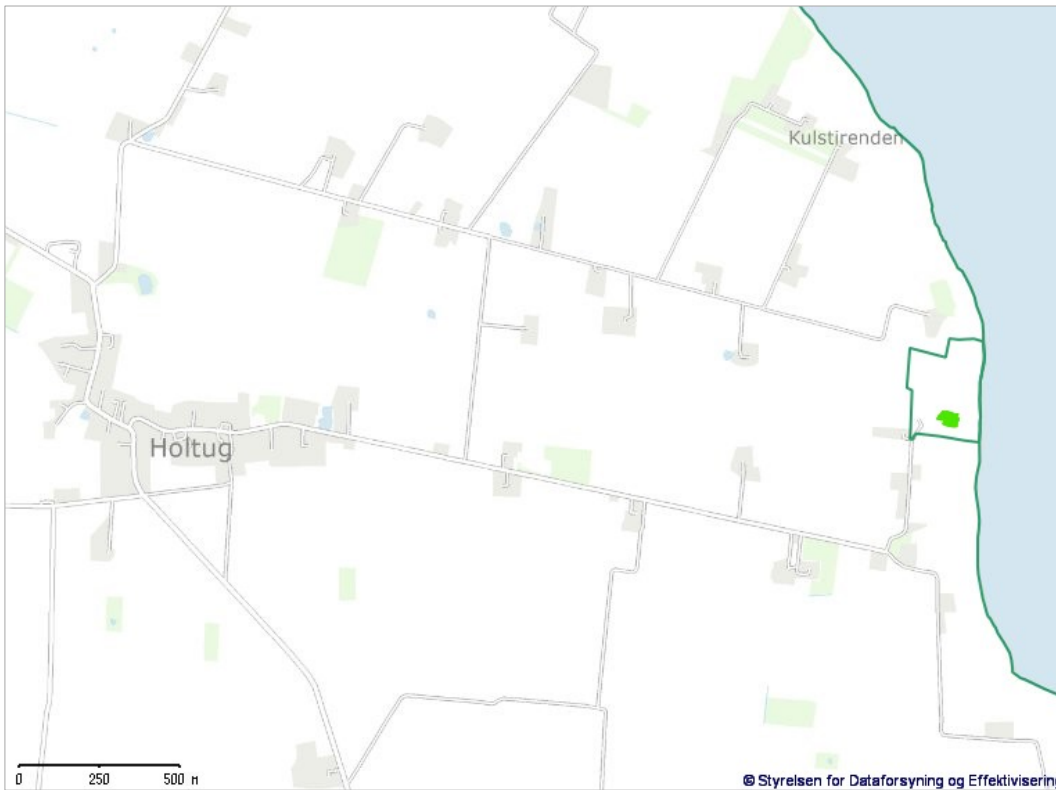 Kulstirenden
Holtug
0 250 500 M
© Styrelsen for Dataforsyning og Effektivisering